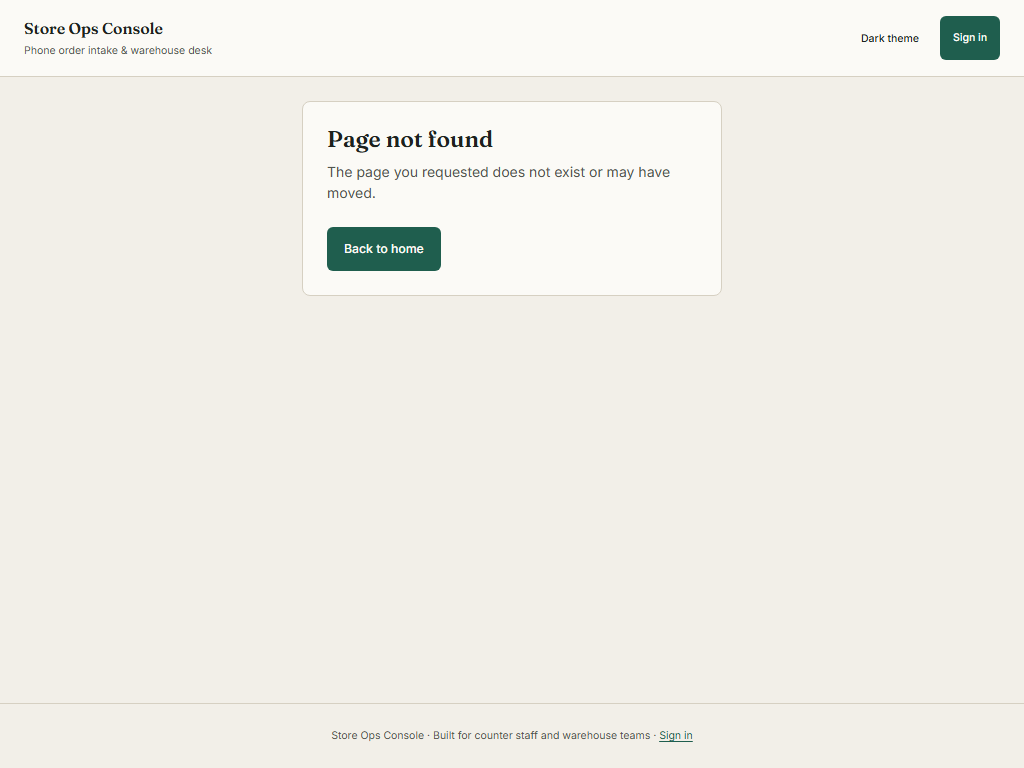 Store Ops Console
Phone order intake & warehouse desk
Dark theme
Sign in
Page not found
The page you requested does not exist or may have
moved.
Back to home
Store Ops Console · Built for counter staff and warehouse teams · Sign in